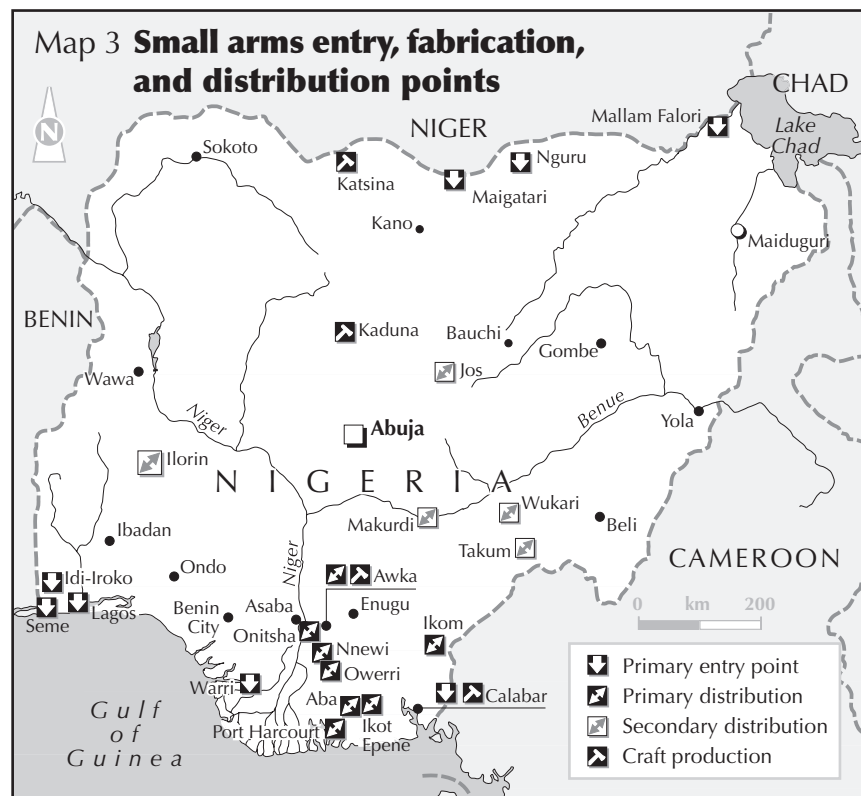 Map 3 Small arms entry, fabrication,
and distribution points
N
CHAD
NIGER
Mallam Falori
Lake
Chad
Sokoto
Katsina
Nguru
Maigatari
Kano
Maiduguri
BENIN
Kaduna
Bauchi
Gombe
Jos
Wawa
Niger
Benue
Yola
Abuja
Ilorin
NIGERIA
Wukari
Makurdi
Beli
Ibadan
Takum
CAMEROON
Niger
Idi-Iroko
Ondo
Awka
Lagos
Seme
Benin
City
Asaba
Enugu
Onitsha
Ikom
0 km 200
Nnewi
Owerri
Warri
Aba
Calabar
Ikot
Epene
Port Harcourt
Gulf
of
Guinea
Primary entry point
Primary distribution
Secondary distribution
Craft production